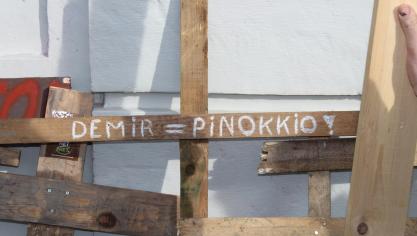 DEMiR = PiNOKKiO!